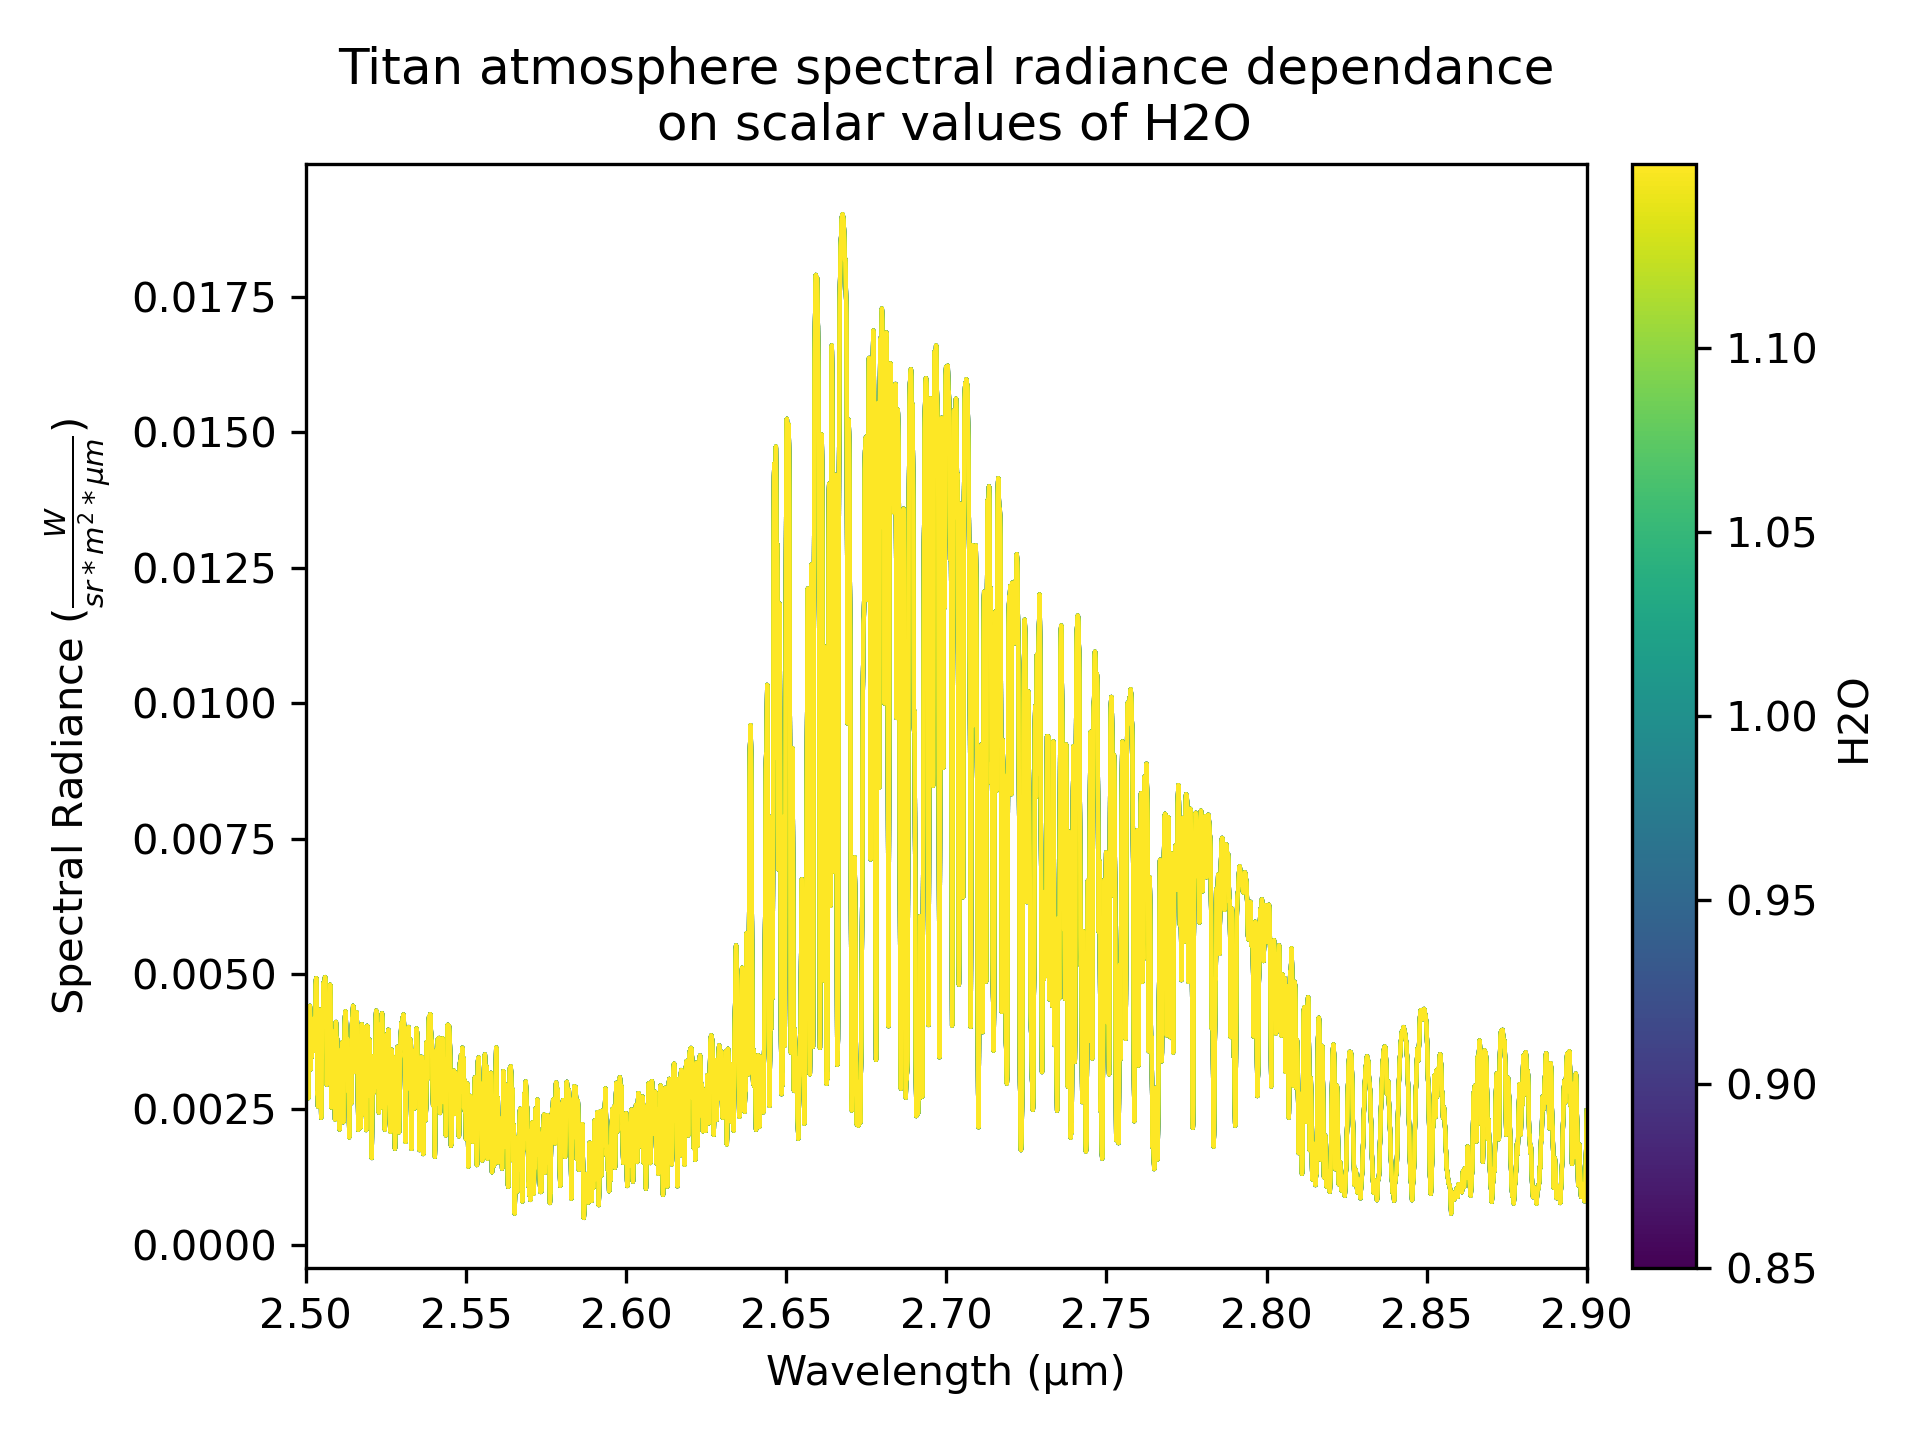 Titan atmosphere spectral radiance dependance
on scalar values of H2O
Spectral Radiance (W / sr * m² * μm)
0.0175
0.0150
0.0125
0.0100
0.0075
0.0050
0.0025
0.0000
2.50 2.55 2.60 2.65 2.70 2.75 2.80 2.85 2.90
Wavelength (μm)
1.10
1.05
1.00
0.95
0.90
0.85
H2O